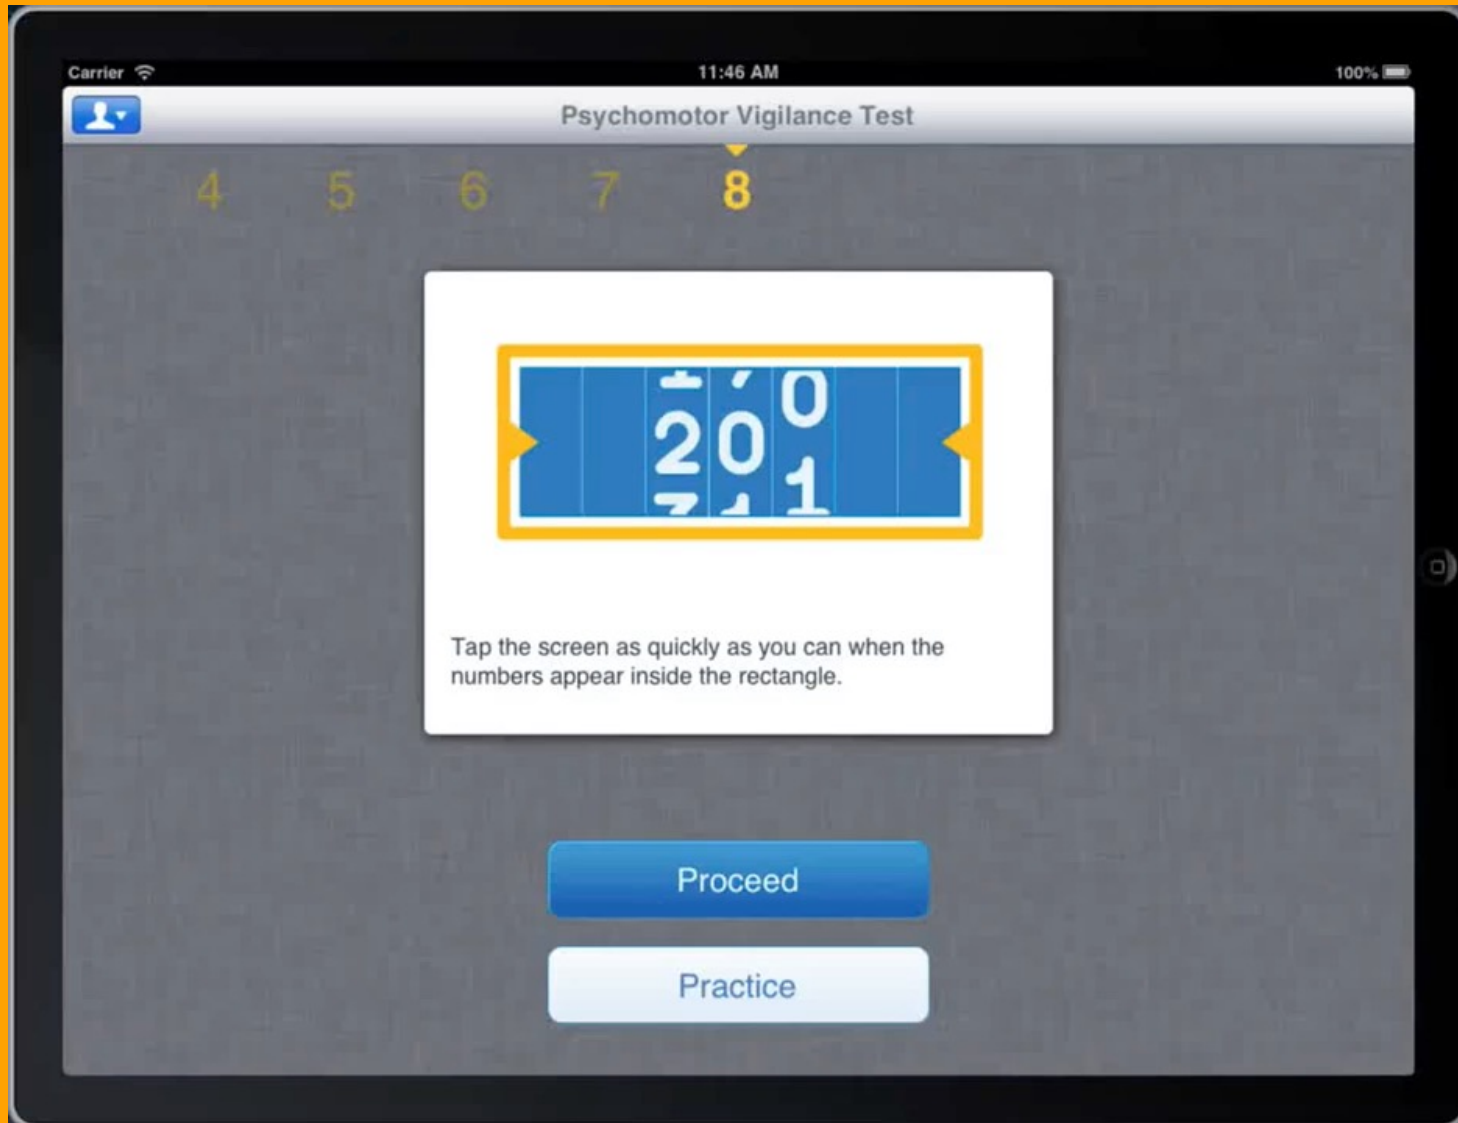 Carrier
11:46 AM
100%
Psychomotor Vigilance Test
4 5 6 7 8
20
0
1
Tap the screen as quickly as you can when the
numbers appear inside the rectangle.
Proceed
Practice